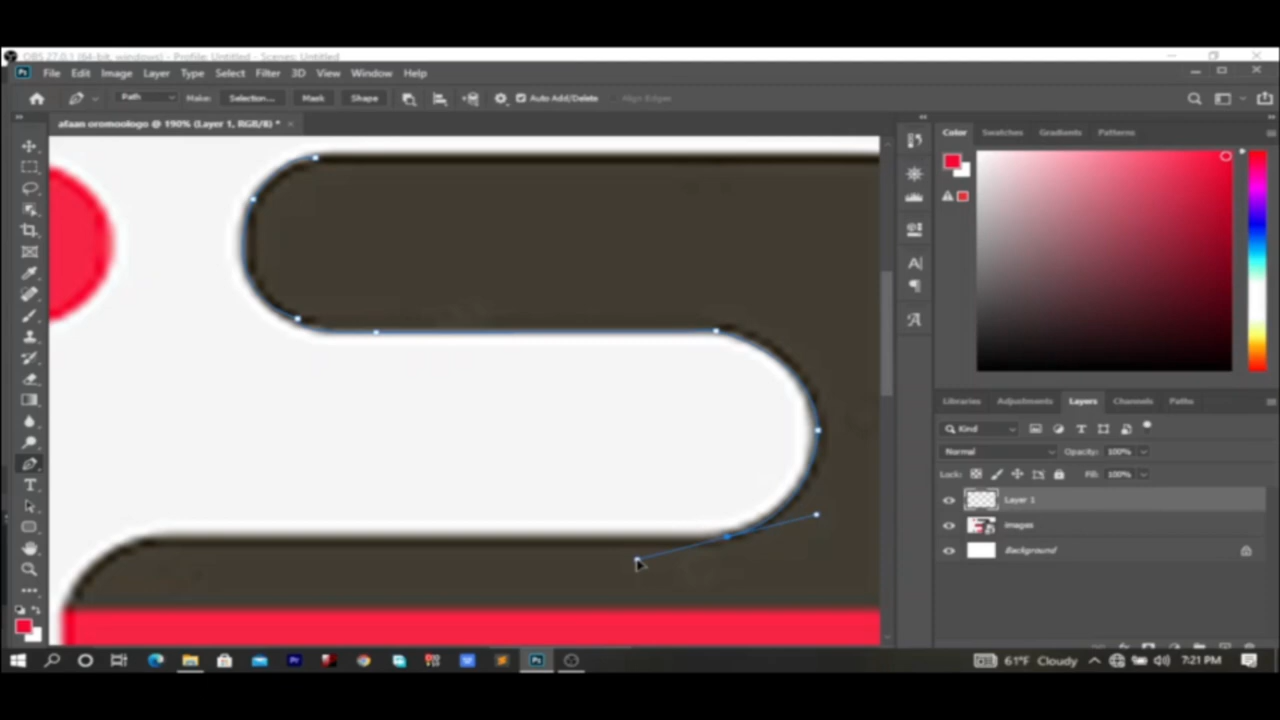 OBS 27.0.1 (64-bit, windows) - Profile: Untitled - Scenes: Untitled
Ps File Edit Image Layer Type Select Filter 3D View Window Help
Path Make: Selection... Mask Shape Auto Add/Delete Align Edges
afaan oromoologo @ 190% (Layer 1, RGB/8) *
Color Swatches Gradients Patterns
Libraries Adjustments Layers Channels Paths
Kind
Normal Opacity: 100%
Lock: Fill: 100%
Layer 1
images
Background
61°F Cloudy 7:21 PM